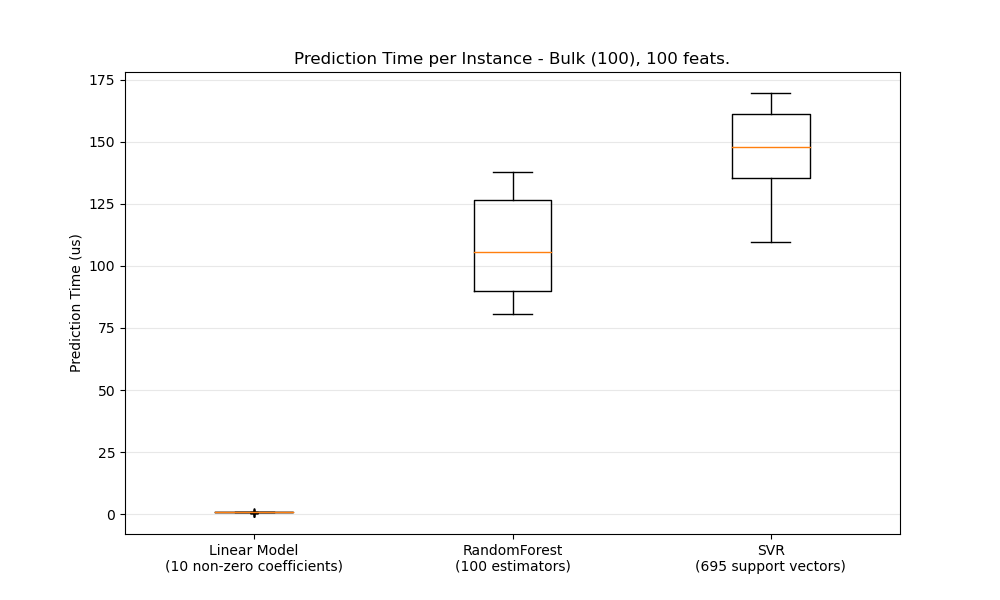 Prediction Time per Instance - Bulk (100), 100 feats.
175
150
125
100
75
50
25
0
Prediction Time (us)
Linear Model
(10 non-zero coefficients)
RandomForest
(100 estimators)
SVR
(695 support vectors)